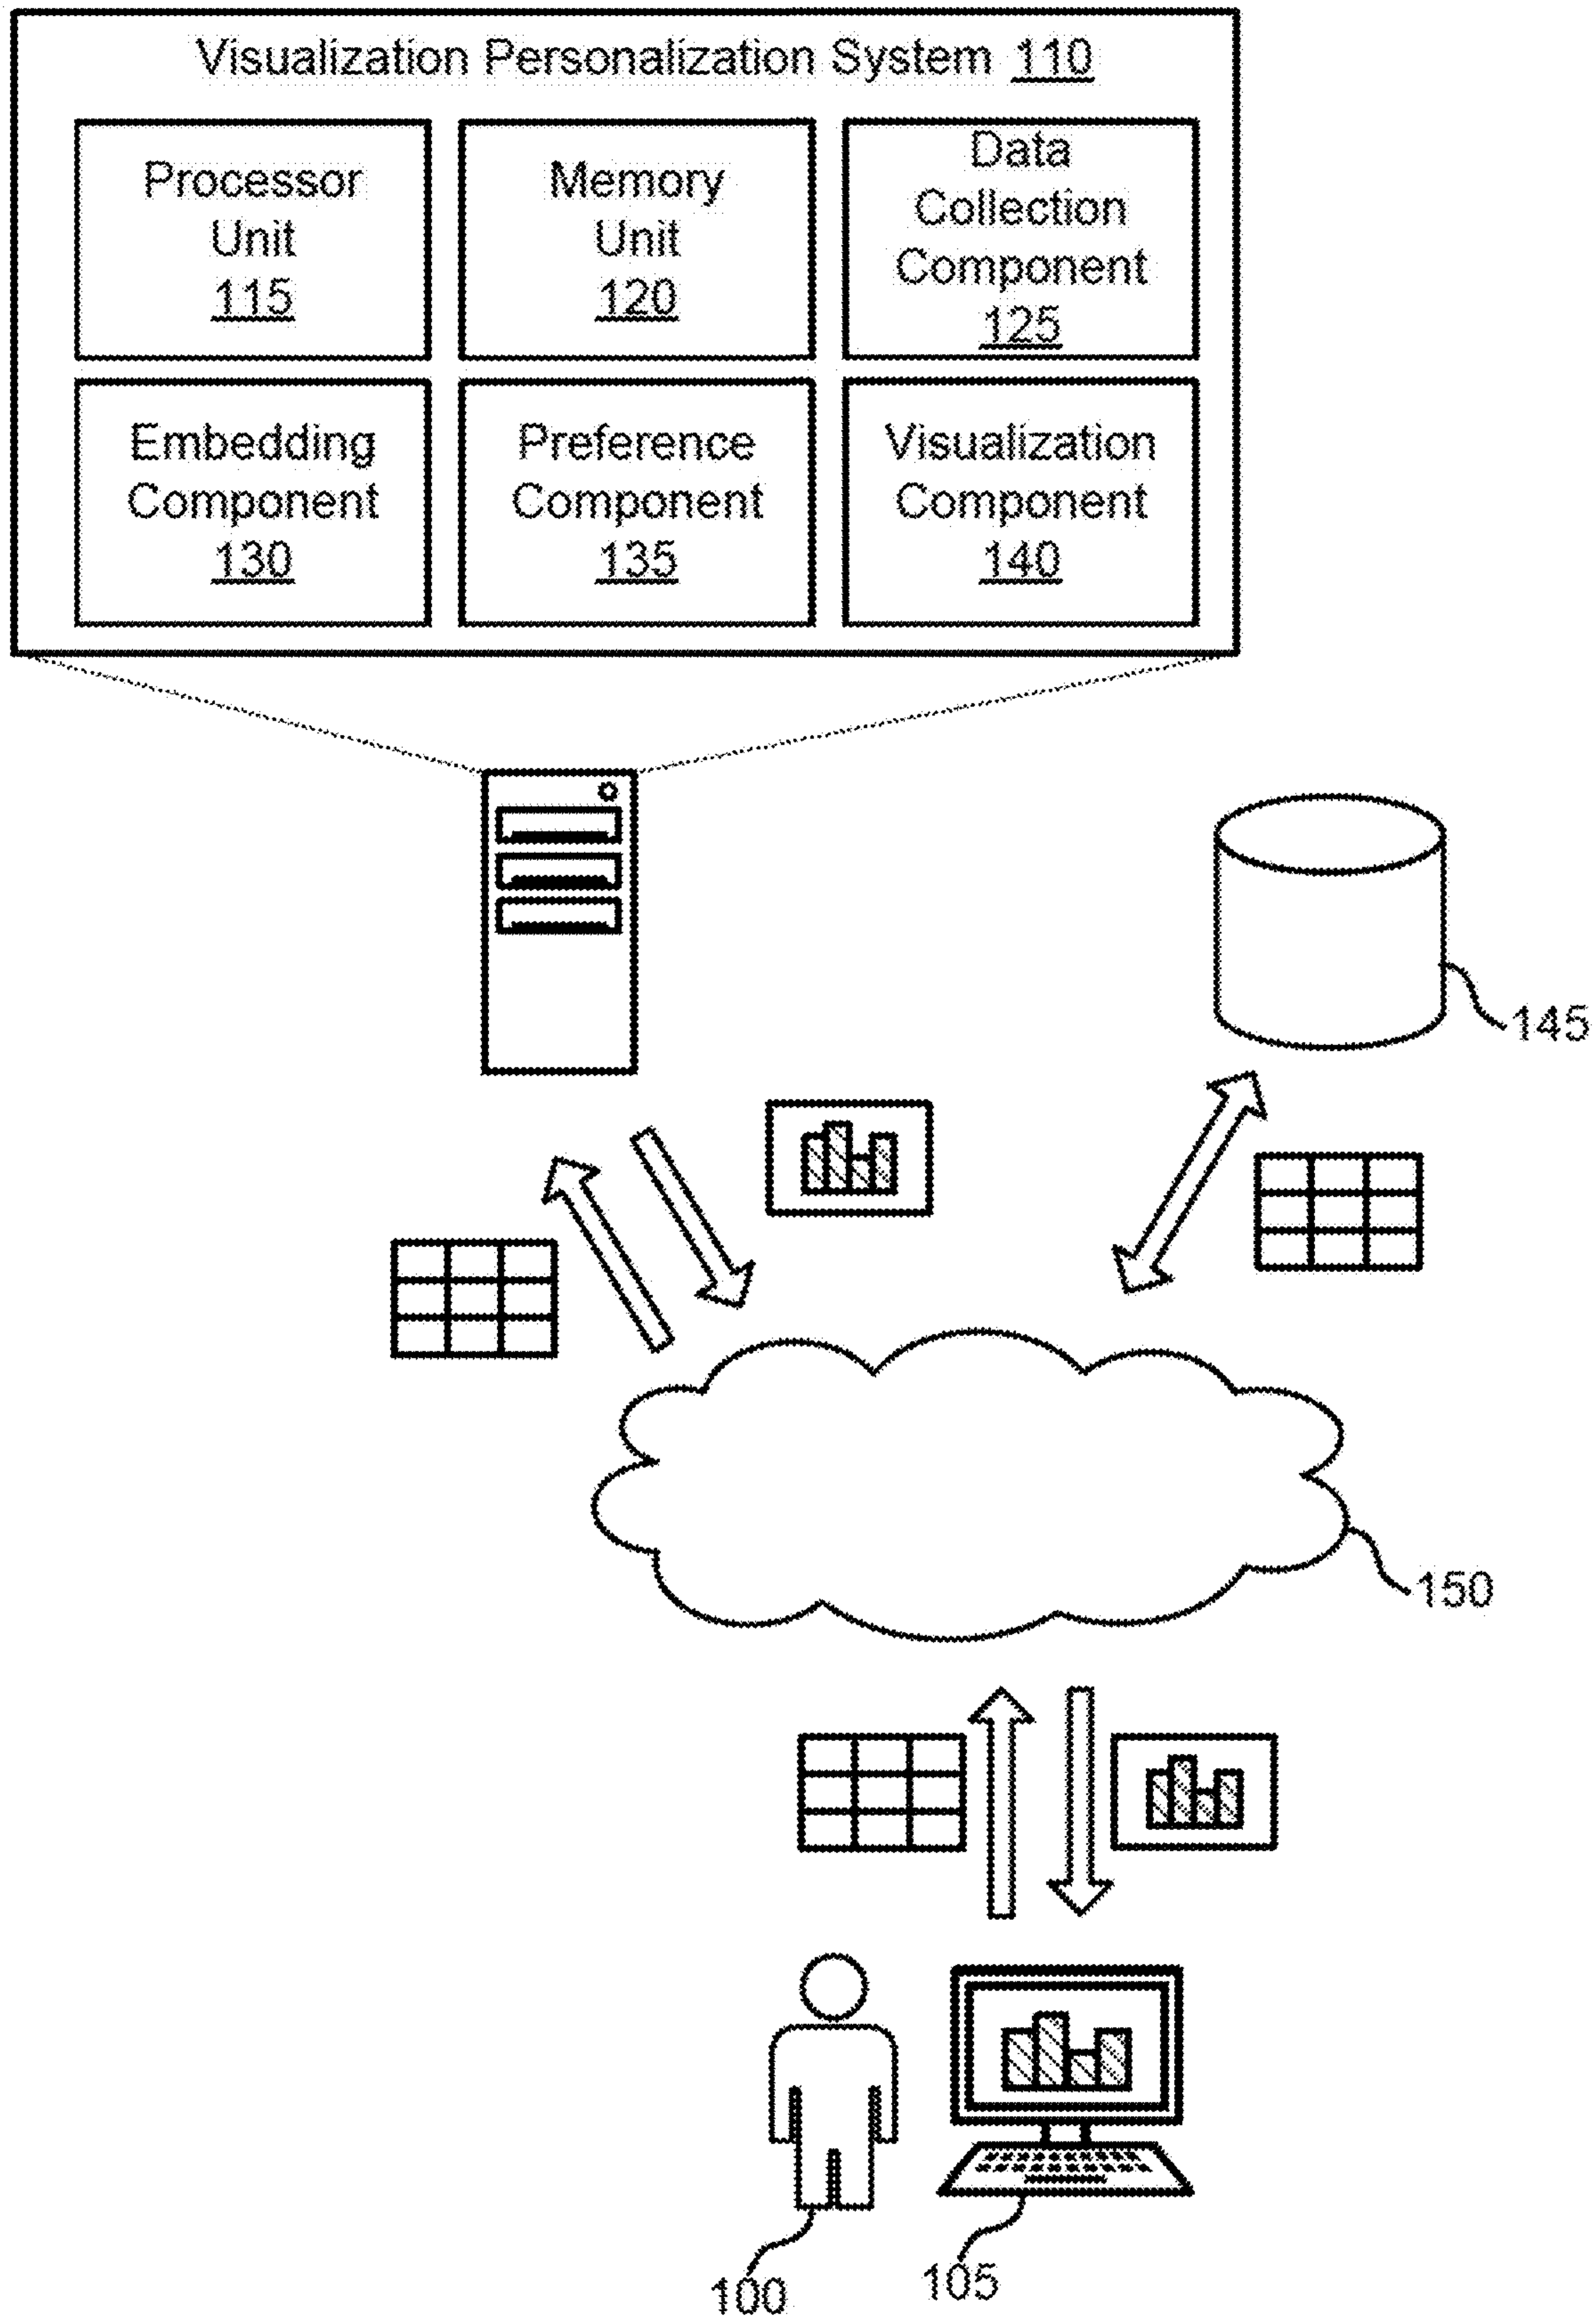 Visualization Personalization System 110
Processor
Unit
115
Memory
Unit
120
Data
Collection
Component
125
Embedding
Component
130
Preference
Component
135
Visualization
Component
140
145
150
100
105